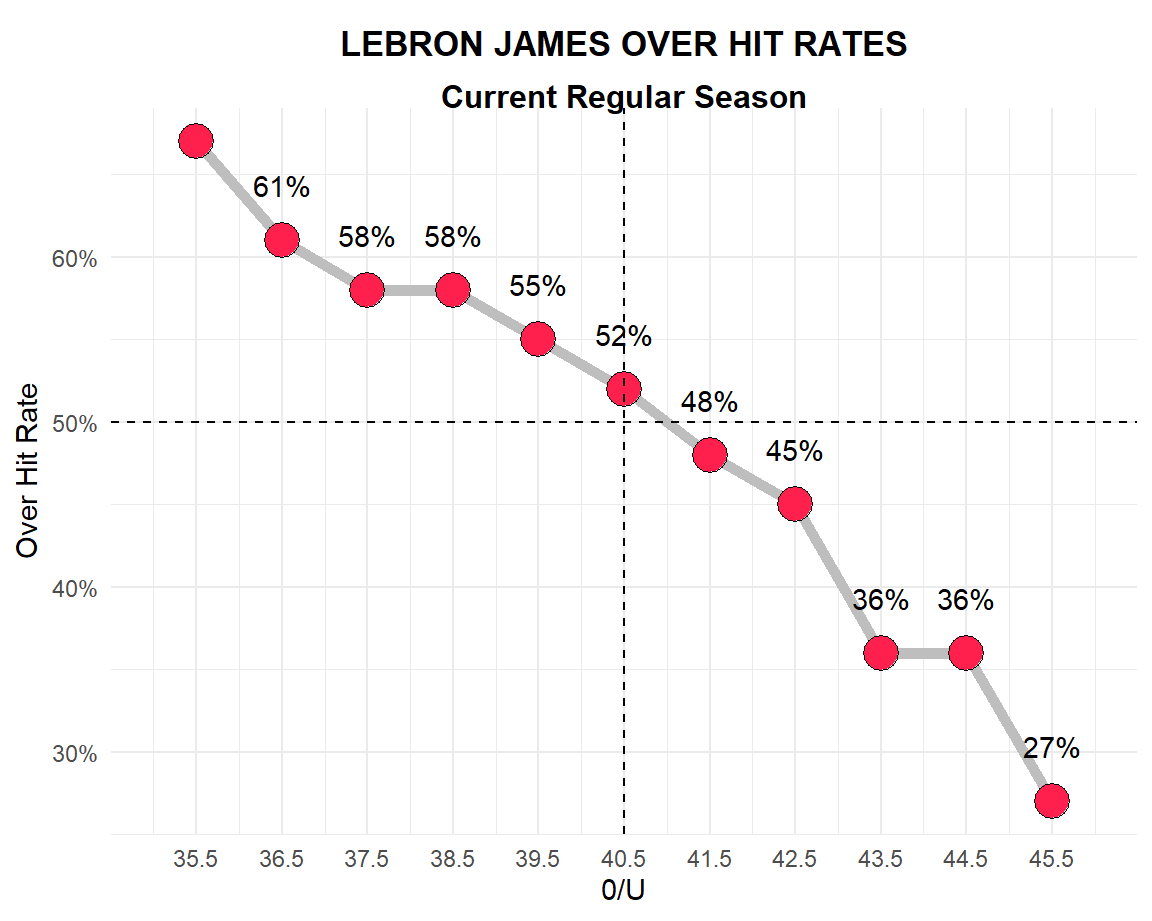 LEBRON JAMES OVER HIT RATES
Current Regular Season
61%
58% 58%
55%
52%
48%
45%
36% 36%
27%
60%
50%
40%
30%
Over Hit Rate
35.5 36.5 37.5 38.5 39.5 40.5 41.5 42.5 43.5 44.5 45.5
0/U